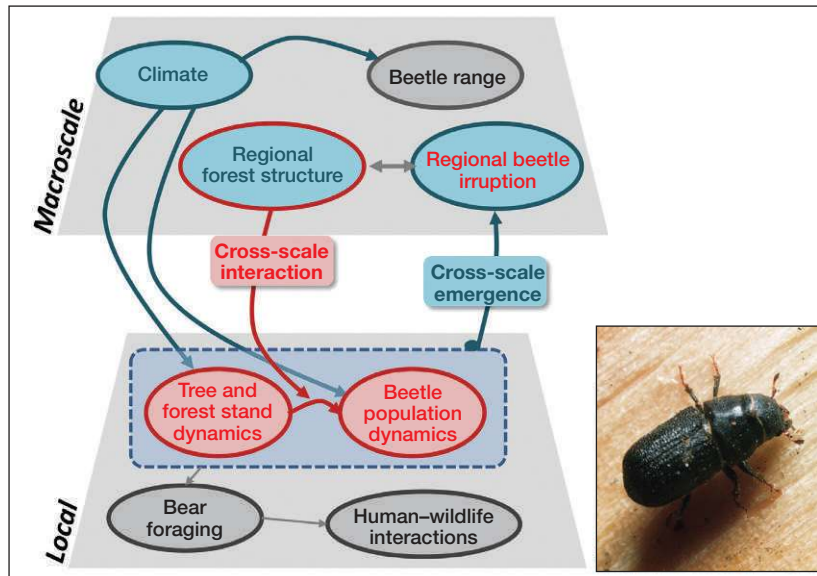 Macroscale
Climate
Beetle range
Regional
forest structure
Regional beetle
irruption
Cross-scale
interaction
Cross-scale
emergence
Local
Tree and
forest stand
dynamics
Beetle
population
dynamics
Bear
foraging
Human–wildlife
interactions